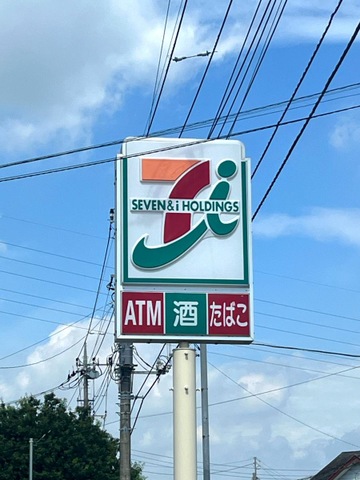 SEVEN&i HOLDINGS
ATM 酒 たばこ